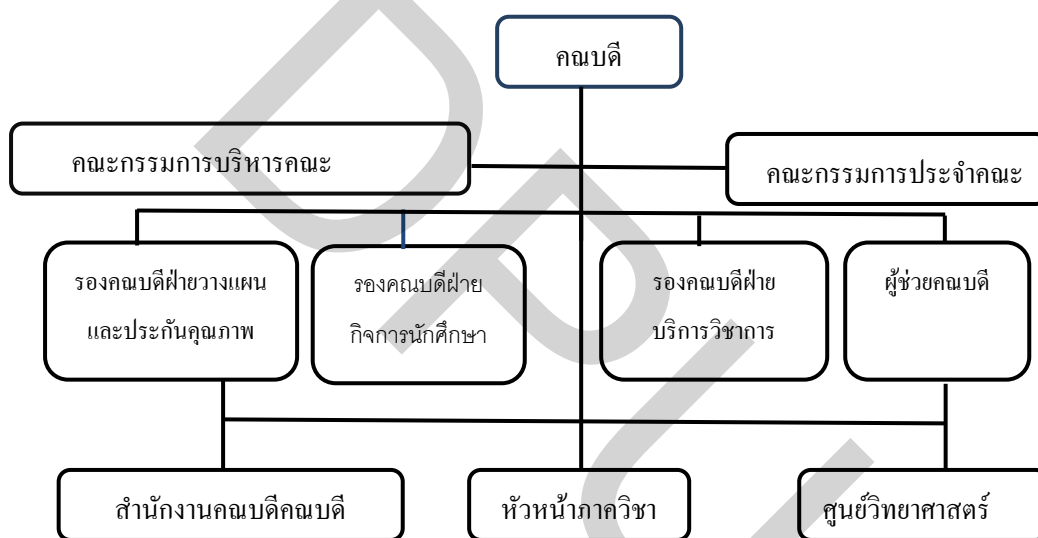 คณบดี
คณะกรรมการบริหารคณะ
คณะกรรมการประจำคณะ
รองคณบดีฝ่ายวางแผน
และประกันคุณภาพ
รองคณบดีฝ่าย
กิจการนักศึกษา
รองคณบดีฝ่าย
บริการวิชาการ
ผู้ช่วยคณบดี
สำนักงานคณบดีคณบดี
หัวหน้าภาควิชา
ศูนย์วิทยาศาสตร์